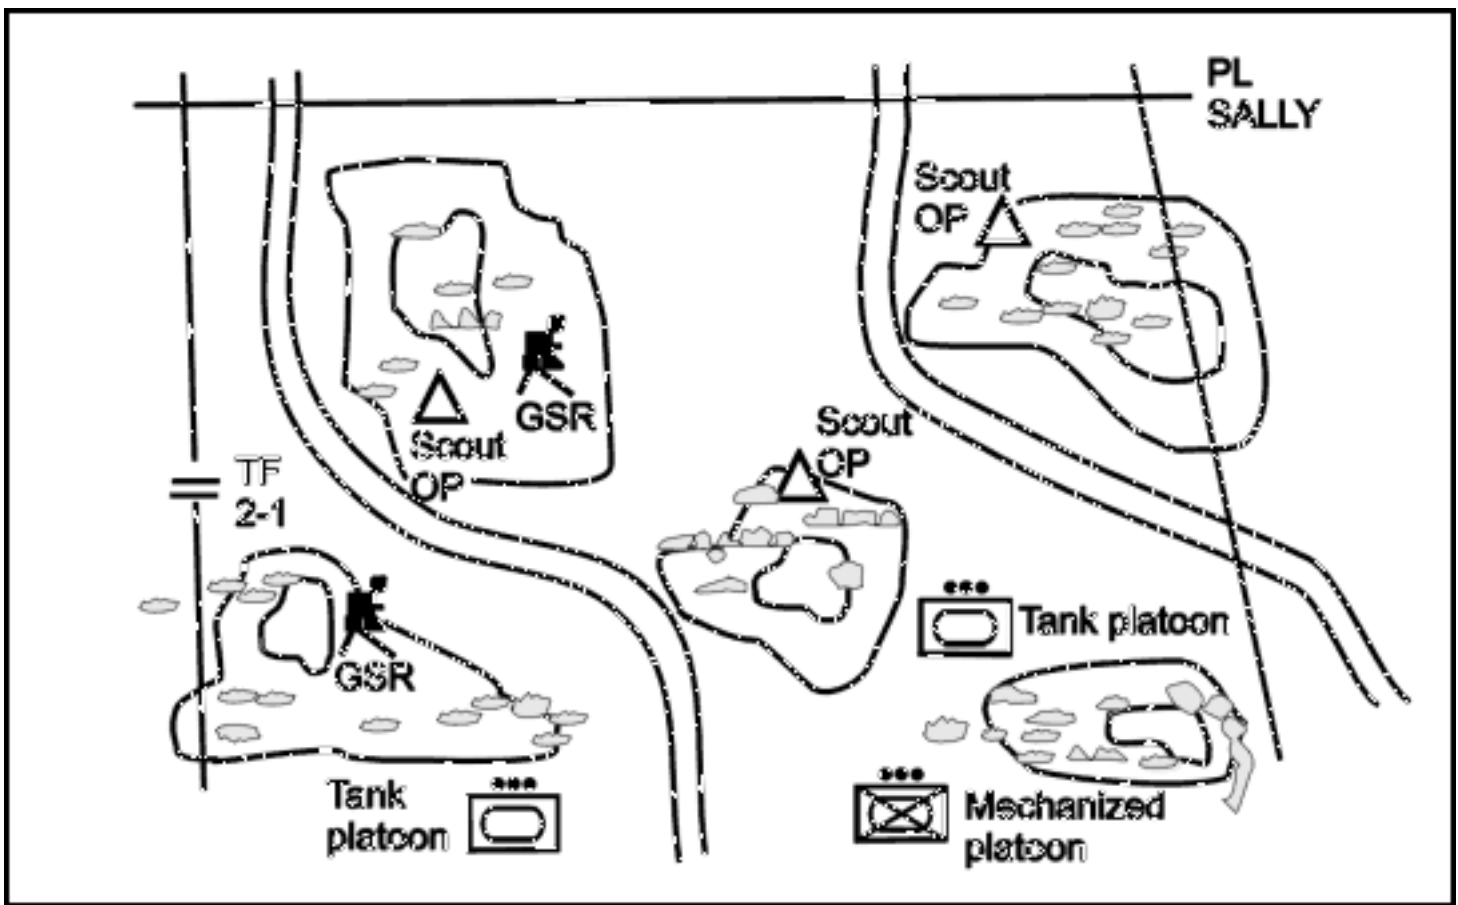 PL
SALLY
Scout
OP
GSR
Scout
OP
Scout
OP
TF
2-1
GSR
Tank platoon
Tank
platoon
Mechanized
platoon